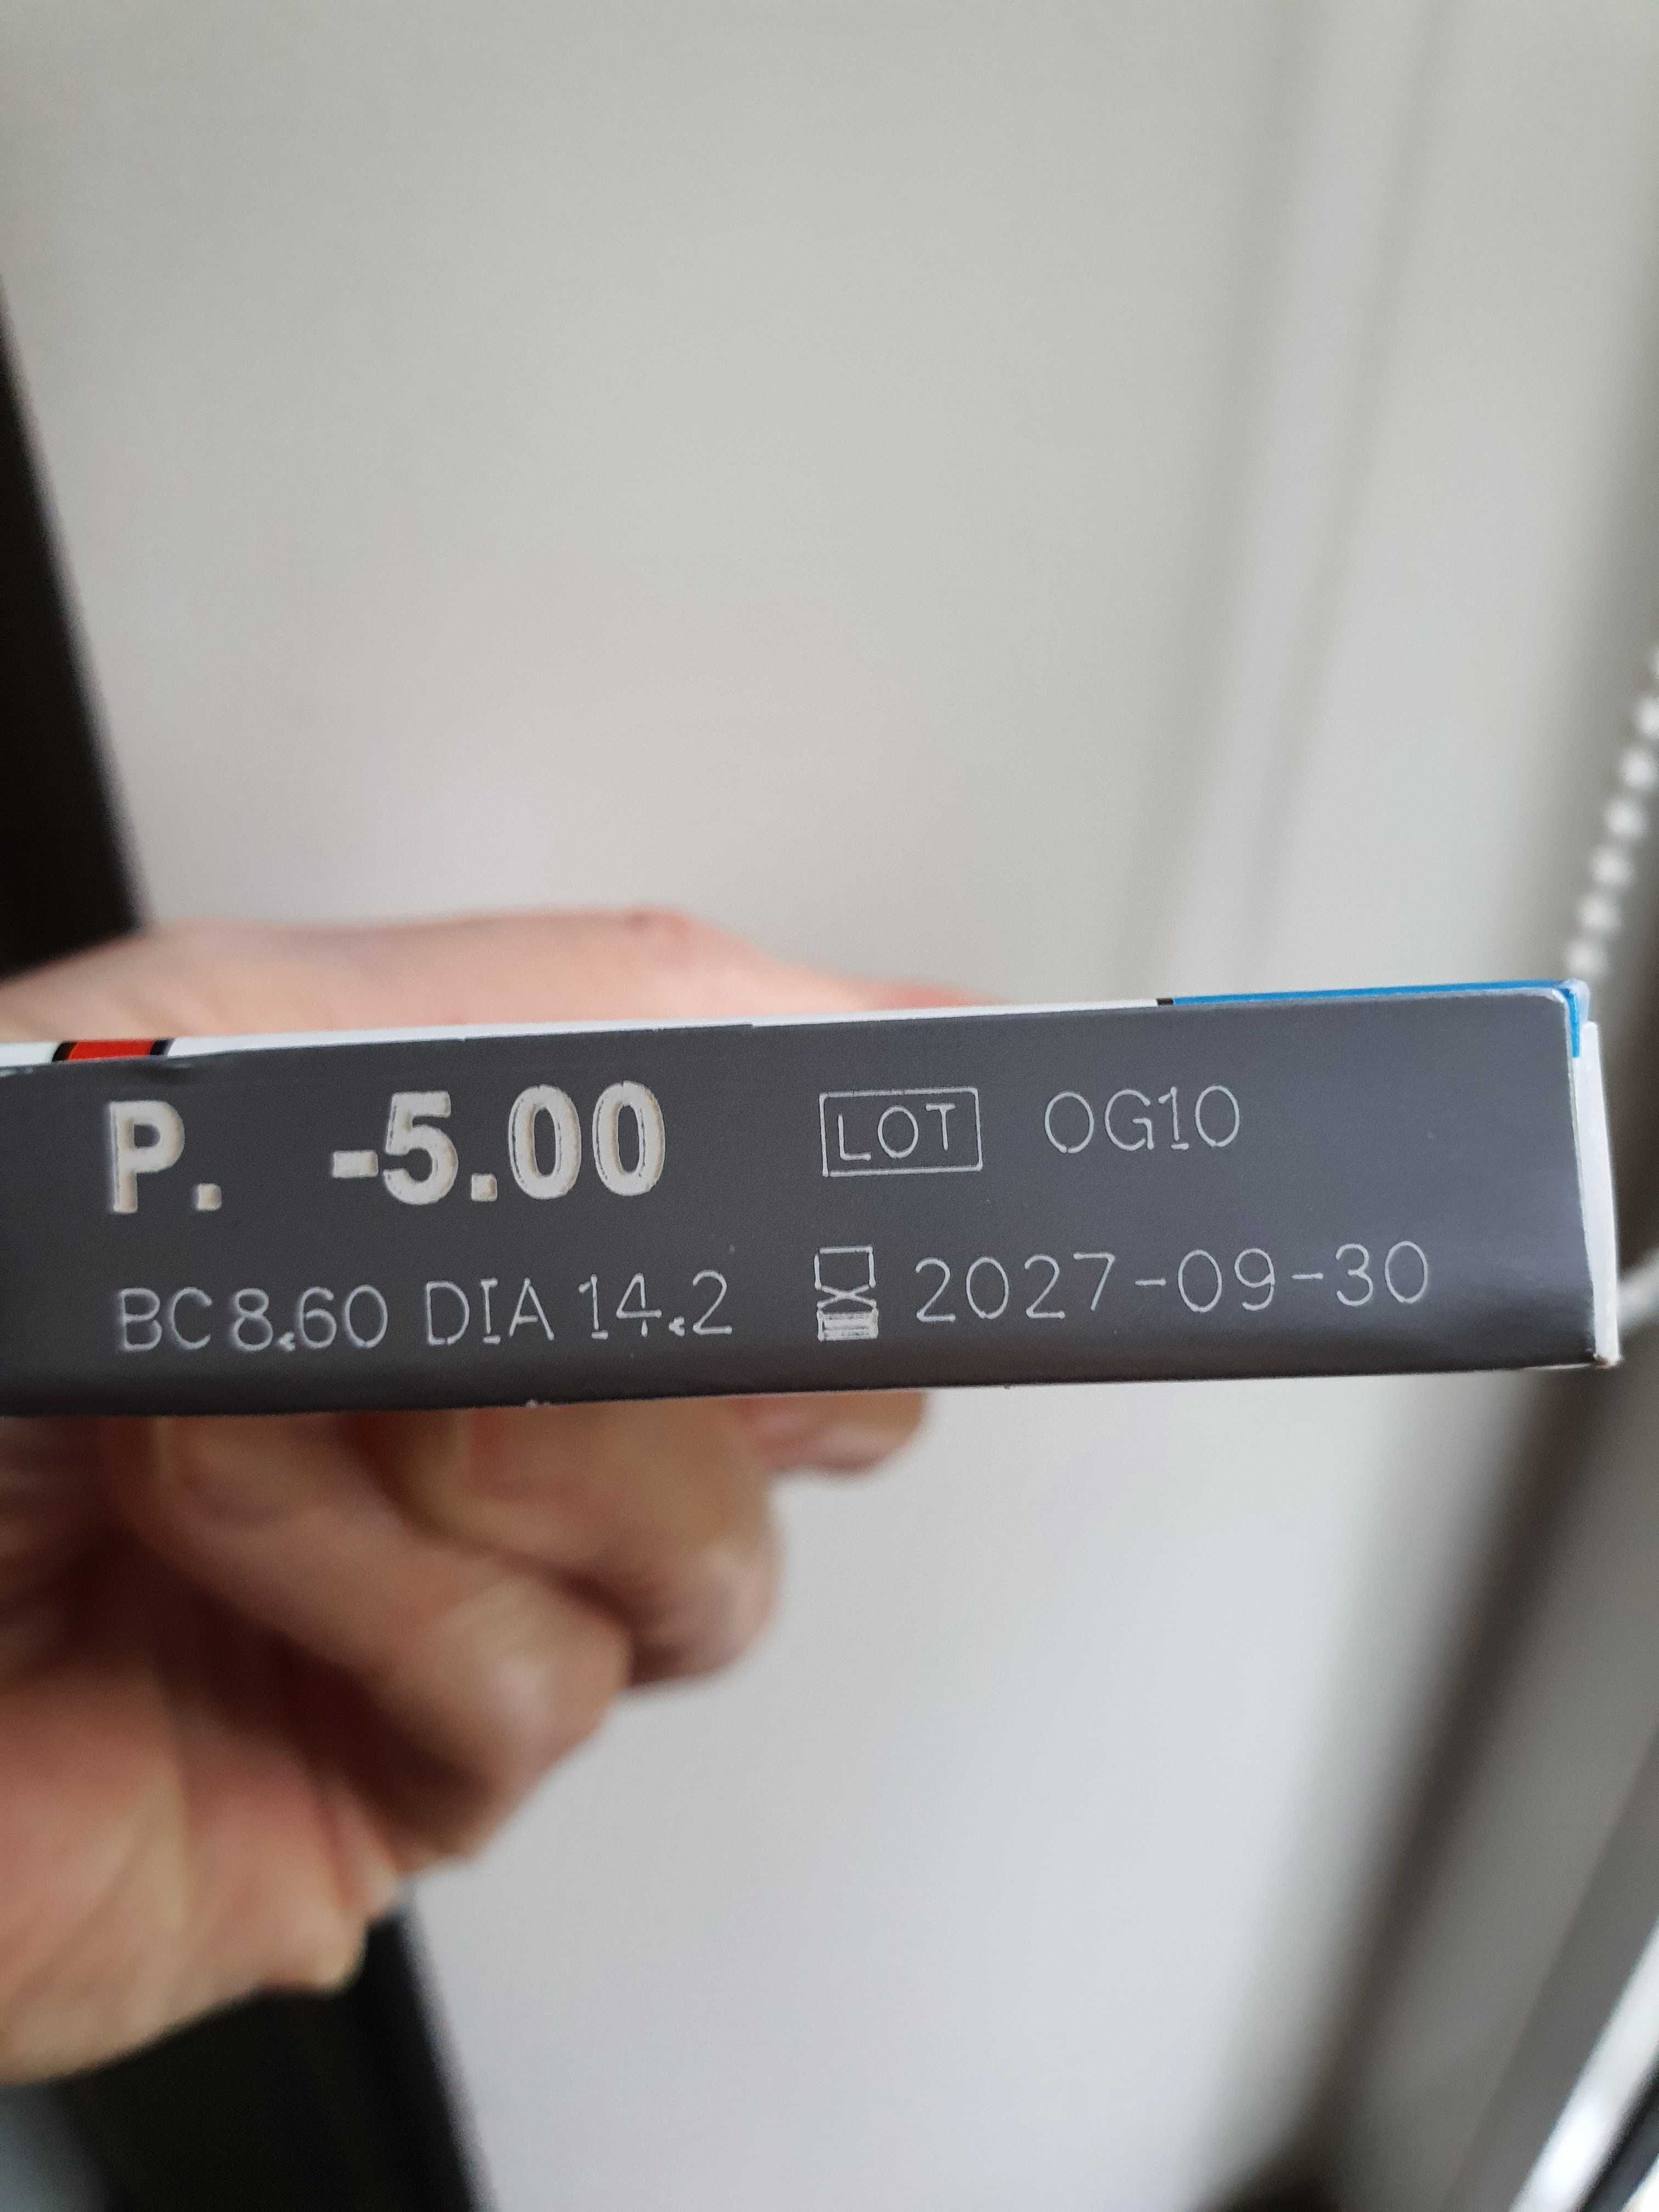 P. -5.00
BC 8.60 DIA 14.2
LOT OG10
2027-09-30